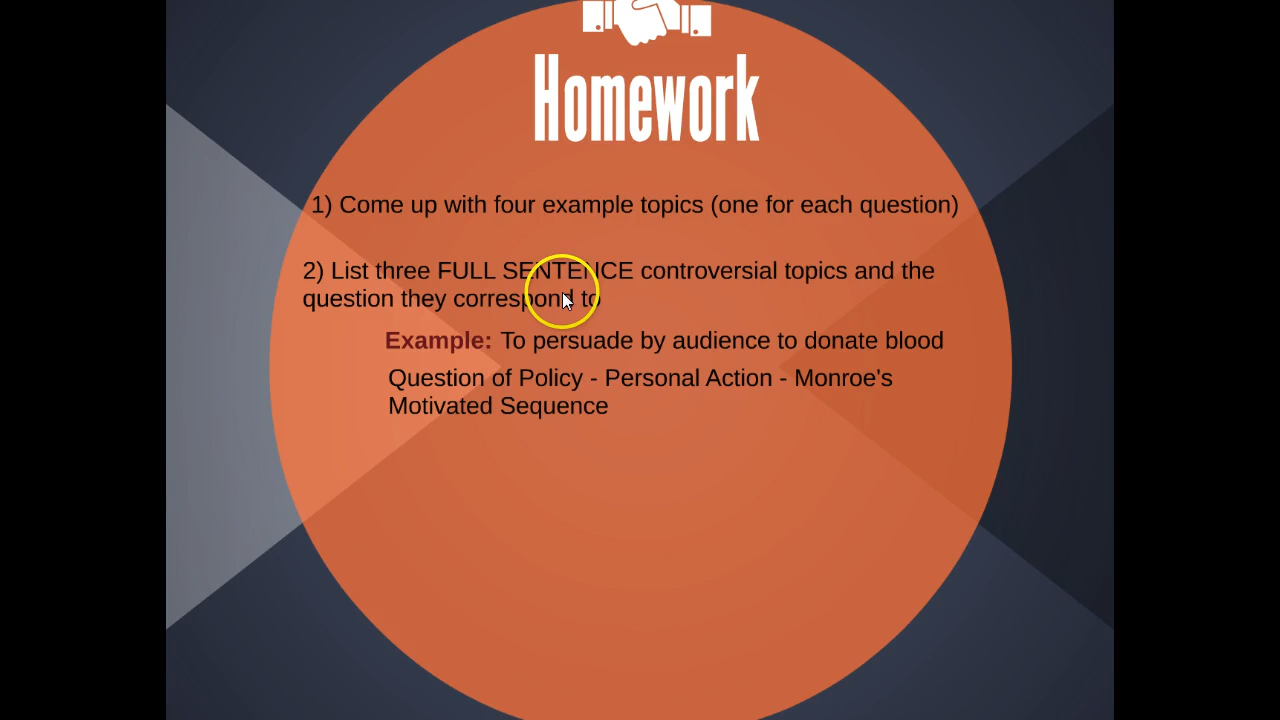 Homework
1) Come up with four example topics (one for each question)
2) List three FULL SENTENCE controversial topics and the
question they correspond to
Example: To persuade by audience to donate blood
Question of Policy - Personal Action - Monroe's
Motivated Sequence